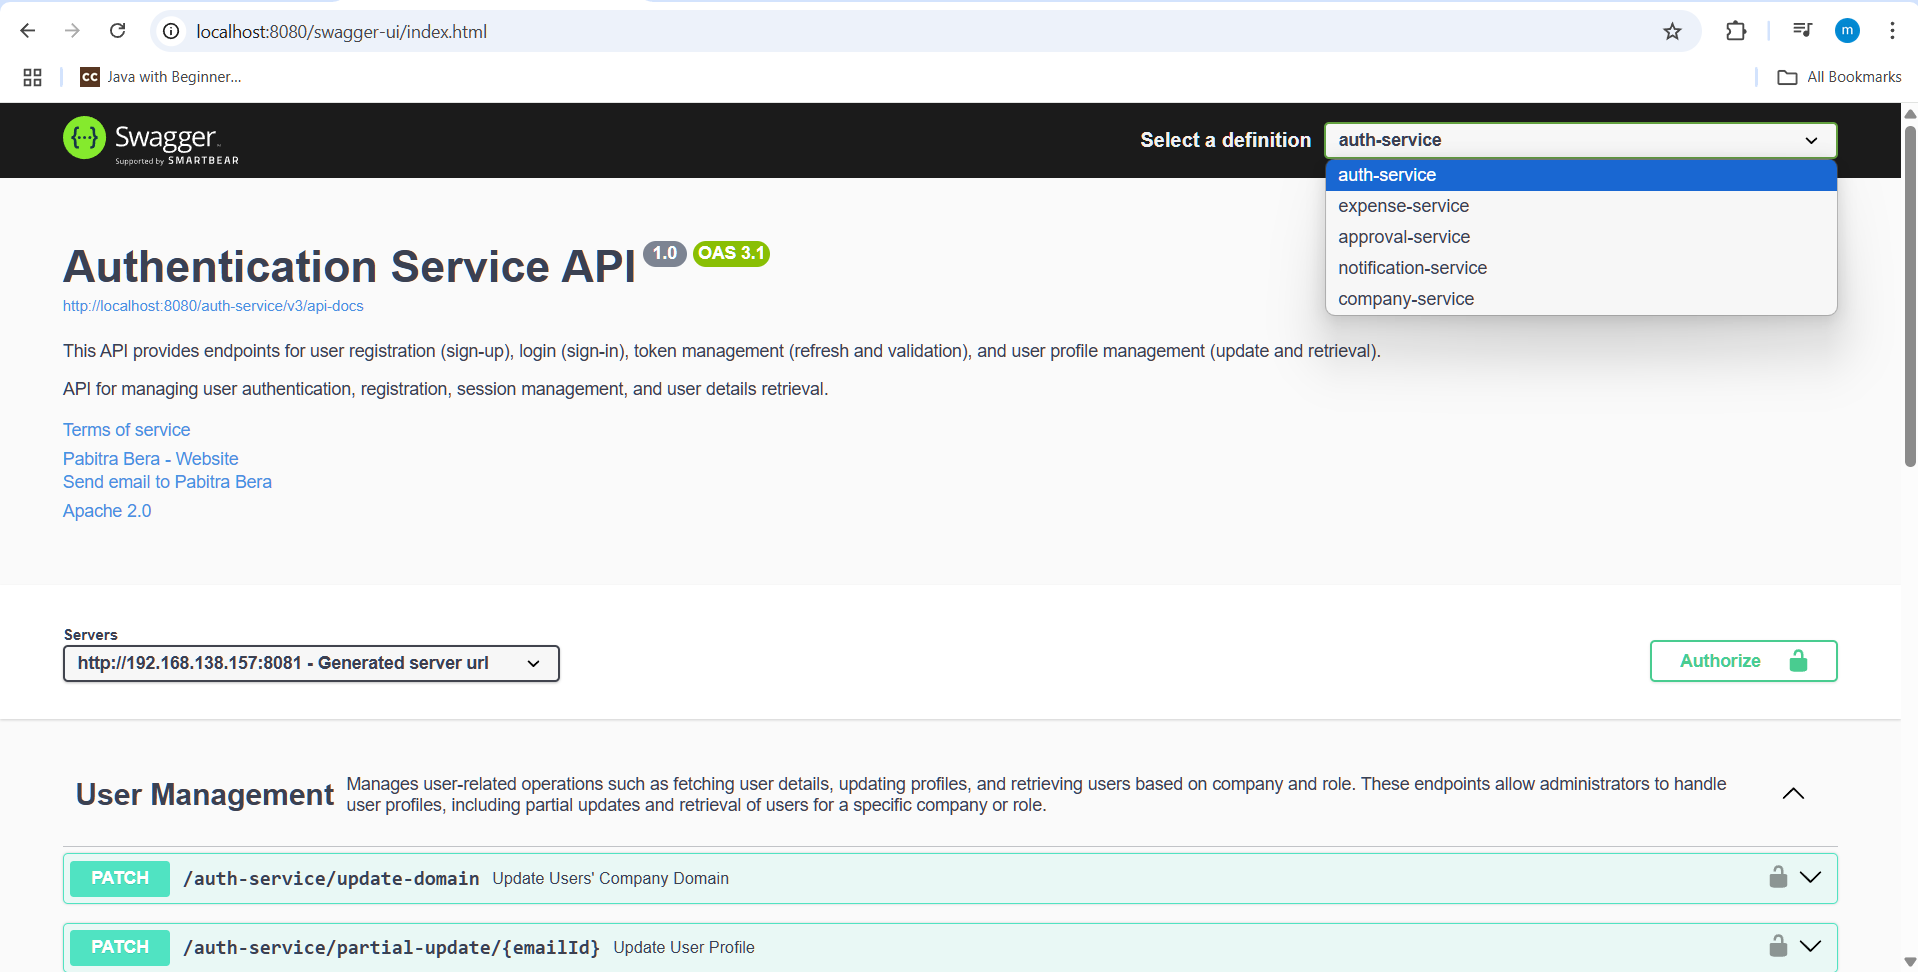 localhost:8080/swagger-ui/index.html
m
CC Java with Beginner...
All Bookmarks
{···} Swagger
Supported by SMARTBEAR
Select a definition
auth-service
auth-service
expense-service
approval-service
notification-service
company-service
Authentication Service API 1.0 OAS 3.1
http://localhost:8080/auth-service/v3/api-docs
This API provides endpoints for user registration (sign-up), login (sign-in), token management (refresh and validation), and user profile management (update and retrieval).
API for managing user authentication, registration, session management, and user details retrieval.
Terms of service
Pabitra Bera - Website
Send email to Pabitra Bera
Apache 2.0
Servers
http://192.168.138.157:8081 - Generated server url
Authorize
User Management
Manages user-related operations such as fetching user details, updating profiles, and retrieving users based on company and role. These endpoints allow administrators to handle
user profiles, including partial updates and retrieval of users for a specific company or role.
PATCH /auth-service/update-domain Update Users' Company Domain
PATCH /auth-service/partial-update/{emailId} Update User Profile